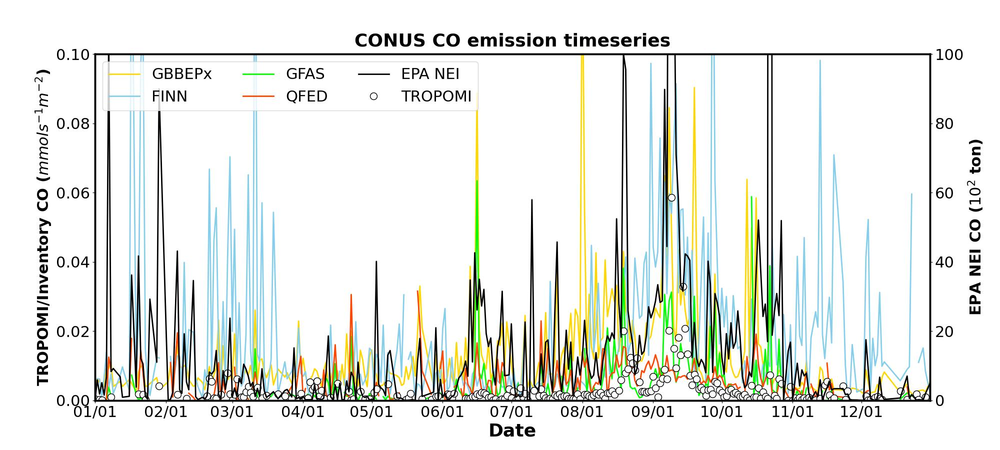 CONUS CO emission timeseries
TROPOMI/Inventory CO (mmols⁻¹m⁻²)
0.10
0.08
0.06
0.04
0.02
0.00
GBBEPx
FINN
GFAS
QFED
EPA NEI
TROPOMI
100
80
60
40
20
0
EPA NEI CO (10² ton)
01/01 02/01 03/01 04/01 05/01 06/01 07/01 08/01 09/01 10/01 11/01 12/01
Date